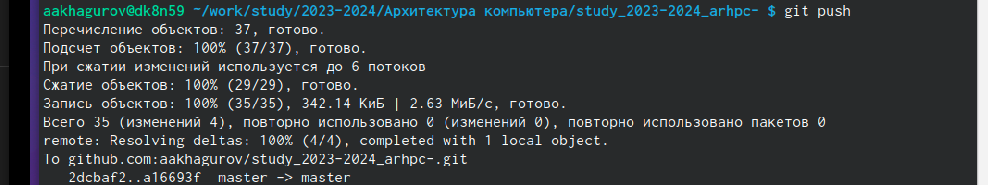 aakhagurov@dk8n59 ~/work/study/2023-2024/Архитектура компьютера/study_2023-2024_arhpc- $ git push
Перечисление объектов: 37, готово.
Подсчет объектов: 100% (37/37), готово.
При сжатии изменений используется до 6 потоков
Сжатие объектов: 100% (29/29), готово.
Запись объектов: 100% (35/35), 342.14 КиБ | 2.63 МиБ/с, готово.
Всего 35 (изменений 4), повторно использовано 0 (изменений 0), повторно использовано пакетов 0
remote: Resolving deltas: 100% (4/4), completed with 1 local object.
To github.com:aakhagurov/study_2023-2024_arhpc-.git
   2dcbaf2..a16693f  master -> master